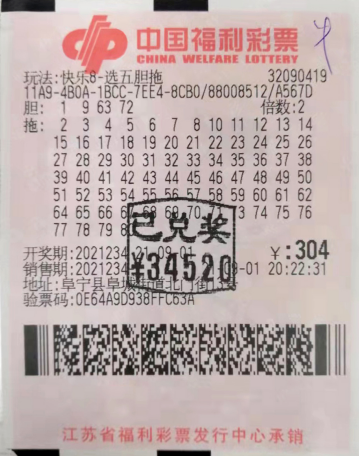 中国福利彩票
CHINA WELFARE LOTTERY
玩法:快乐8-选五胆拖 32090419
11A9-4B0A-1BCC-7EE4-8CB0/88008512/A567D
胆: 1 9 63 72 倍数:2
拖: 2 3 4 5 6 7 8 10 11 12 13 14
15 16 17 18 19 20 21 22 23 24 25 26
27 28 29 30 31 32 33 34 35 36 37 38
39 40 41 42 43 44 45 46 47 48 49 50
51 52 53 54 55 56 57 58 59 60 61 62
64 65 66 67 68 69 70 71 73 74 75 76
77 78 79
已兑奖
¥34520
开奖期:2021234 09-01 ¥:304
销售期:2021234 09-01 20:22:31
地址:阜宁县阜城街道北门街
验票码:0E64A9D938FFC63A
江苏省福利彩票发行中心承销